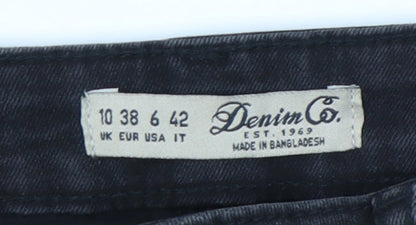 10 38 6 42
UK EUR USA IT
Denim Co.
EST. 1969
MADE IN BANGLADESH